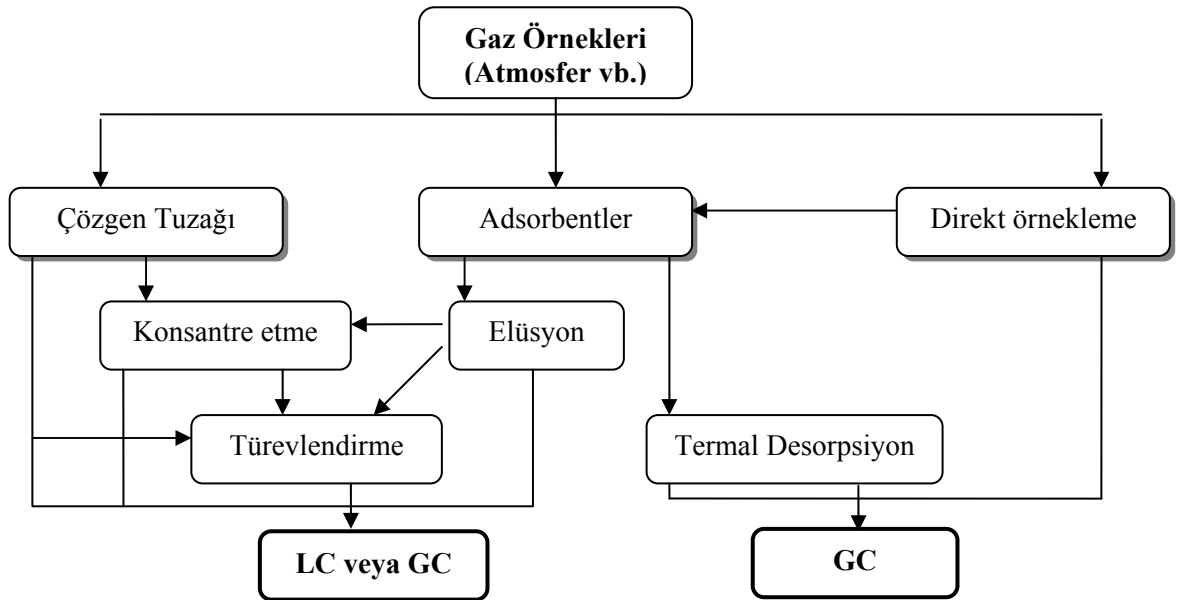 Gaz Örnekleri
(Atmosfer vb.)
Çözgen Tuzağı
Adsorbentler
Direkt örnekleme
Konsantre etme
Elüsyon
Türevlendirme
Termal Desorpsiyon
LC veya GC
GC